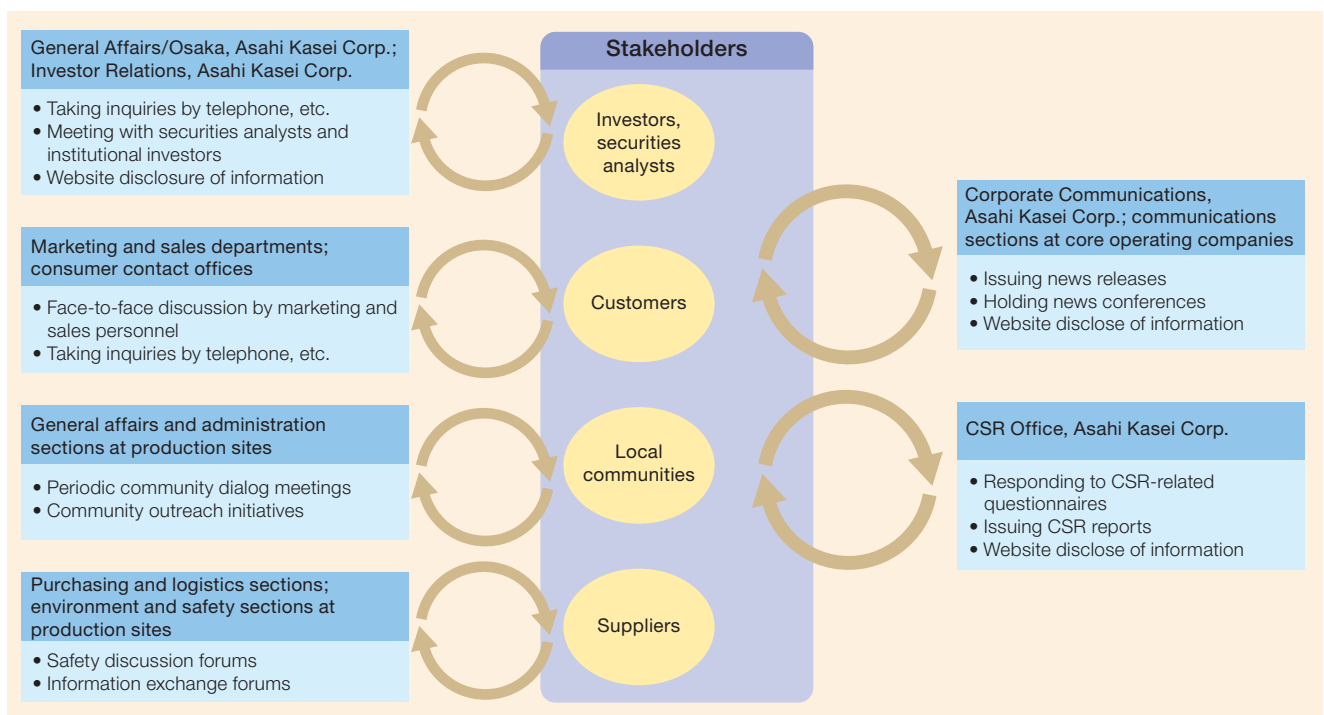 General Affairs/Osaka, Asahi Kasei Corp.;
Investor Relations, Asahi Kasei Corp.
• Taking inquiries by telephone, etc.
• Meeting with securities analysts and
institutional investors
• Website disclosure of information
Marketing and sales departments;
consumer contact offices
• Face-to-face discussion by marketing and
sales personnel
• Taking inquiries by telephone, etc.
General affairs and administration
sections at production sites
• Periodic community dialog meetings
• Community outreach initiatives
Purchasing and logistics sections;
environment and safety sections at
production sites
• Safety discussion forums
• Information exchange forums
Stakeholders
Investors,
securities
analysts
Customers
Local
communities
Suppliers
Corporate Communications,
Asahi Kasei Corp.; communications
sections at core operating companies
• Issuing news releases
• Holding news conferences
• Website disclose of information
CSR Office, Asahi Kasei Corp.
• Responding to CSR-related
questionnaires
• Issuing CSR reports
• Website disclose of information